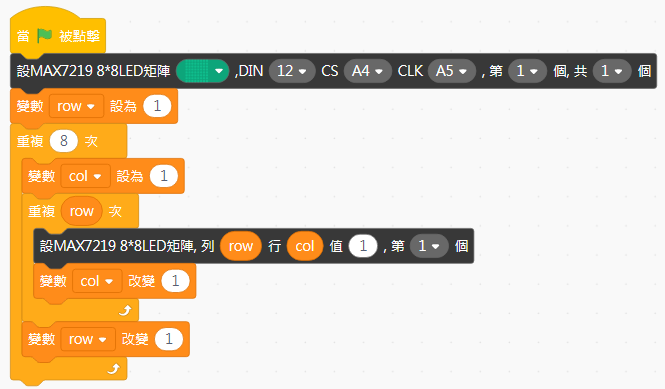 當 被點擊
設MAX7219 8*8LED矩陣 ,DIN 12 CS A4 CLK A5 , 第 1 個, 共 1 個
變數 row 設為 1
重複 8 次
變數 col 設為 1
重複 row 次
設MAX7219 8*8LED矩陣, 列 row 行 col 值 1 , 第 1 個
變數 col 改變 1
變數 row 改變 1